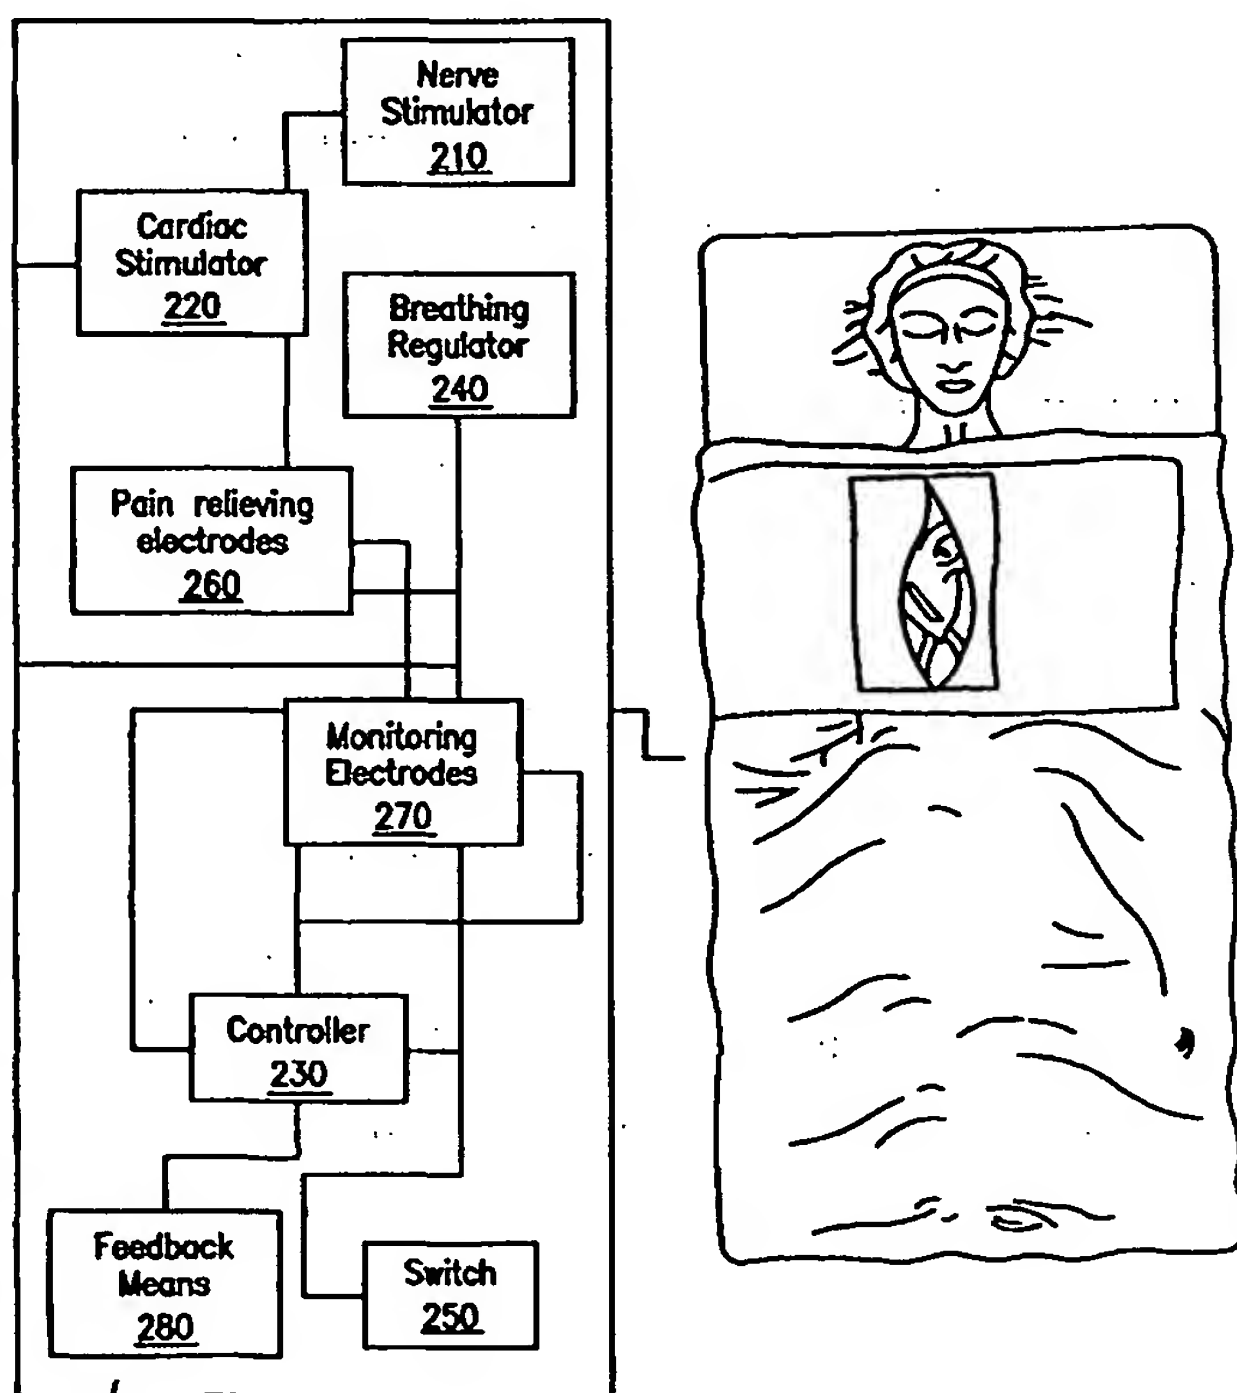 Nerve
Stimulator
210
Cardiac
Stimulator
220
Breathing
Regulator
240
Pain relieving
electrodes
260
Monitoring
Electrodes
270
Controller
230
Feedback
Means
280
Switch
250